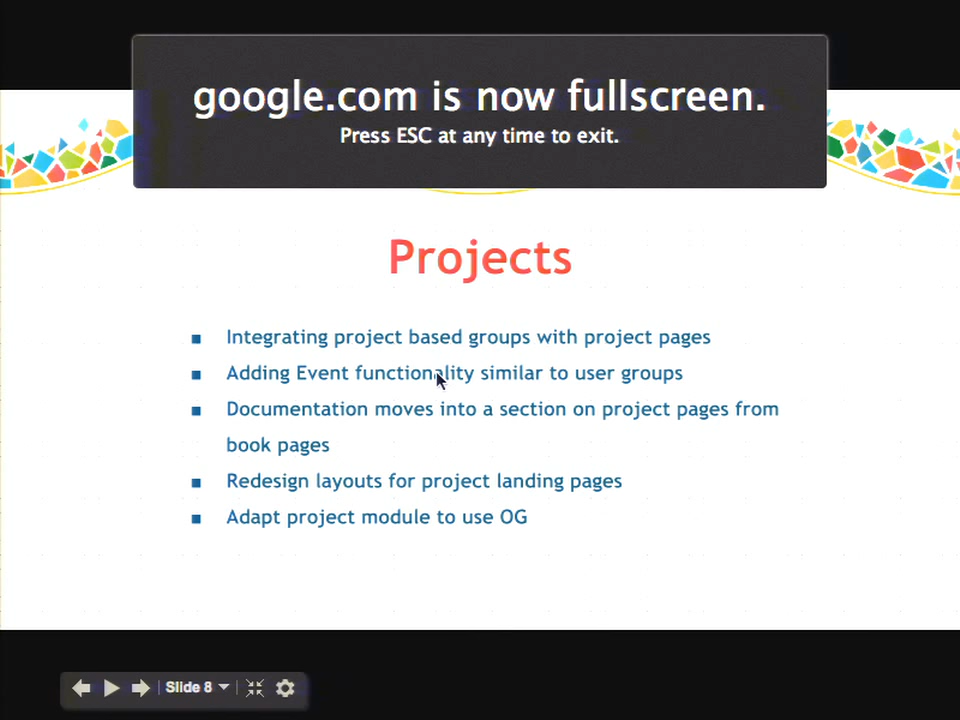 google.com is now fullscreen.
Press ESC at any time to exit.
Projects
Integrating project based groups with project pages
Adding Event functionality similar to user groups
Documentation moves into a section on project pages from
book pages
Redesign layouts for project landing pages
Adapt project module to use OG
Slide 8